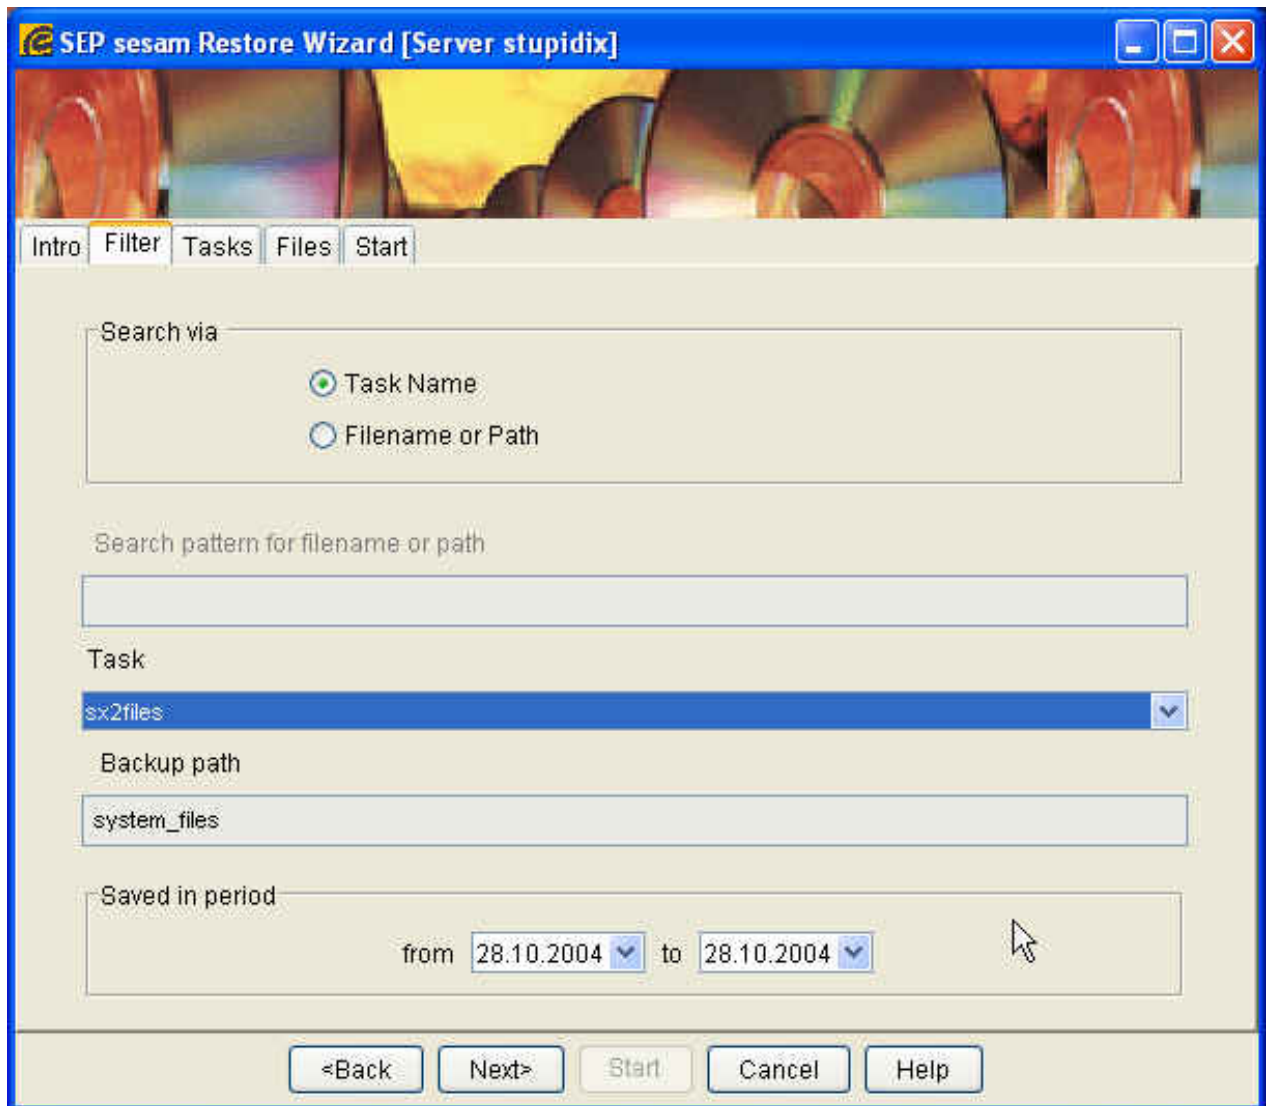 SEP sesam Restore Wizard [Server stupidix]
Intro Filter Tasks Files Start
Search via
Task Name
Filename or Path
Search pattern for filename or path
Task
sx2files
Backup path
system_files
Saved in period
from 28.10.2004 to 28.10.2004
<Back Next> Start Cancel Help